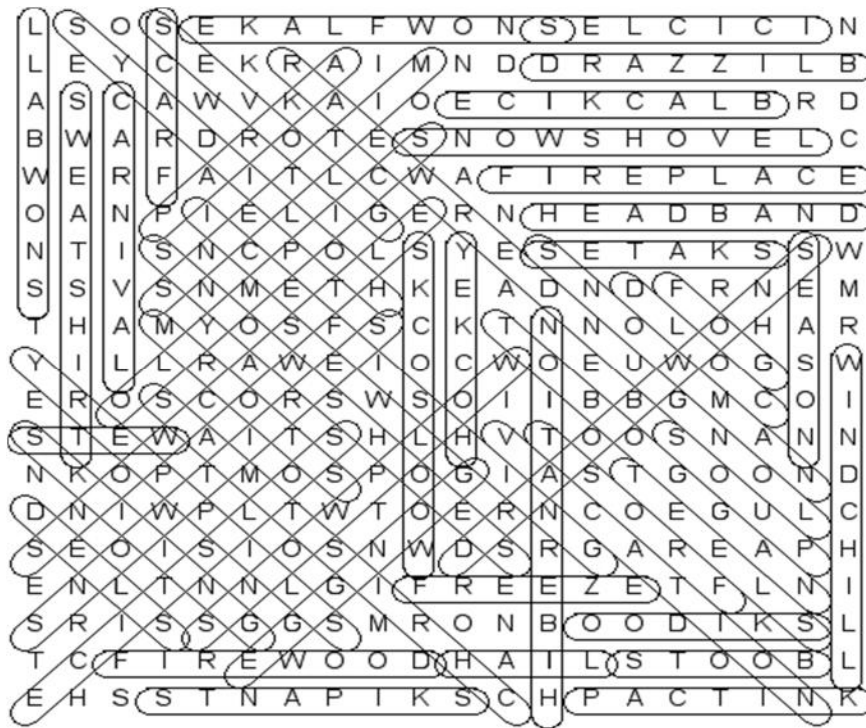 L S O S E K A L F W O N S E L C I C I N
L E Y C E K R A I M N D D R A Z Z I L B
A S C A W V K A I O E C I K C A L B R D
B W A R D R O T E S N O W S H O V E L C
W E R F A I T L C W A F I R E P L A C E
O A N P I E L I G E R N H E A D B A N D
N T I S N C P O L S Y E S E T A K S S W
S S V S N M E T H K E A D N D F R N E M
T H A M Y O S F S C K T N N O L O H A R
Y I L L R A W E I O C W O E U W O G S W
E R O S C O R S W S O I I B B G M C O I
S T E W A I T S H L H V T O O S N A N N
N K O P T M O S P O G I A S T G O O N D
D N I W P L T W T O E R N C O E G U L C
S E O I S I O S N W D S R G A R E A P H
E N L T N N L G I F R E E Z E T F L N I
S R I S S G G S M R O N B O O D I K S L
T C F I R E W O O D H A I L S T O O B L
E H S S T N A P I K S C H P A C T I N K